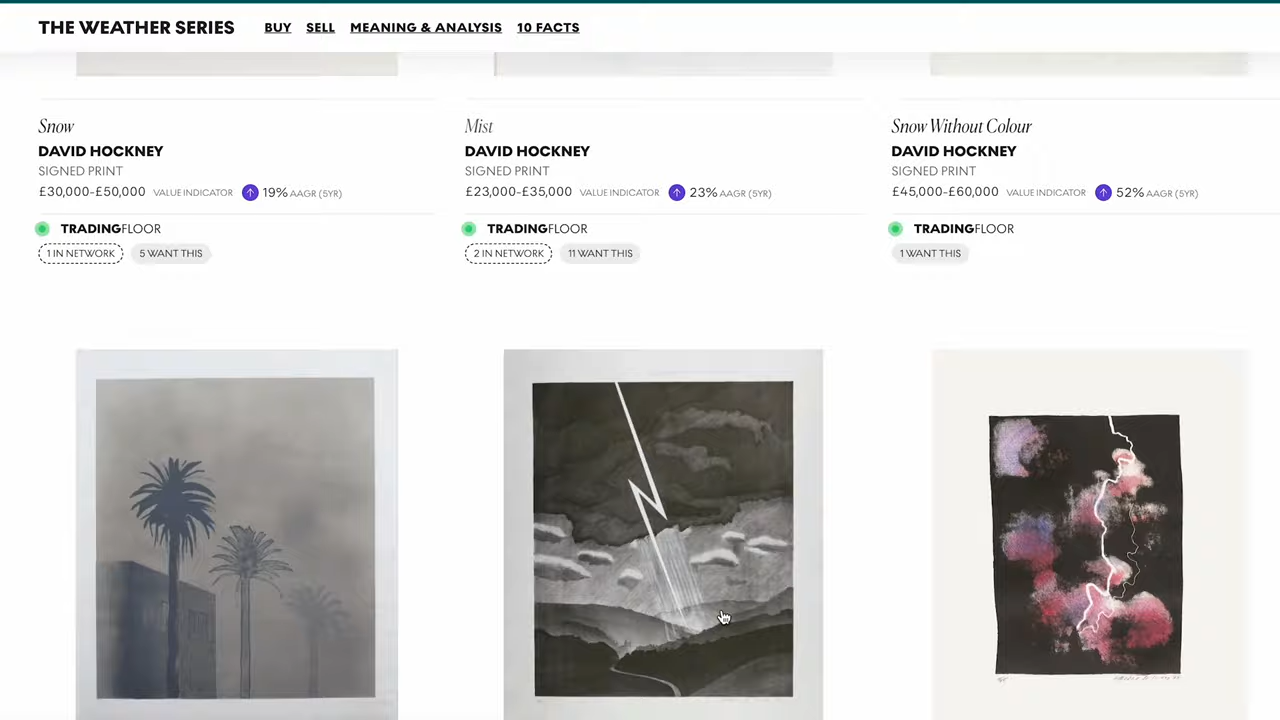 THE WEATHER SERIES BUY SELL MEANING & ANALYSIS 10 FACTS
Snow
DAVID HOCKNEY
SIGNED PRINT
£30,000-£50,000 VALUE INDICATOR 19% AAGR (5YR)
TRADINGFLOOR
1 IN NETWORK 5 WANT THIS
Mist
DAVID HOCKNEY
SIGNED PRINT
£23,000-£35,000 VALUE INDICATOR 23% AAGR (5YR)
TRADINGFLOOR
2 IN NETWORK 11 WANT THIS
Snow Without Colour
DAVID HOCKNEY
SIGNED PRINT
£45,000-£60,000 VALUE INDICATOR 52% AAGR (5YR)
TRADINGFLOOR
1 WANT THIS